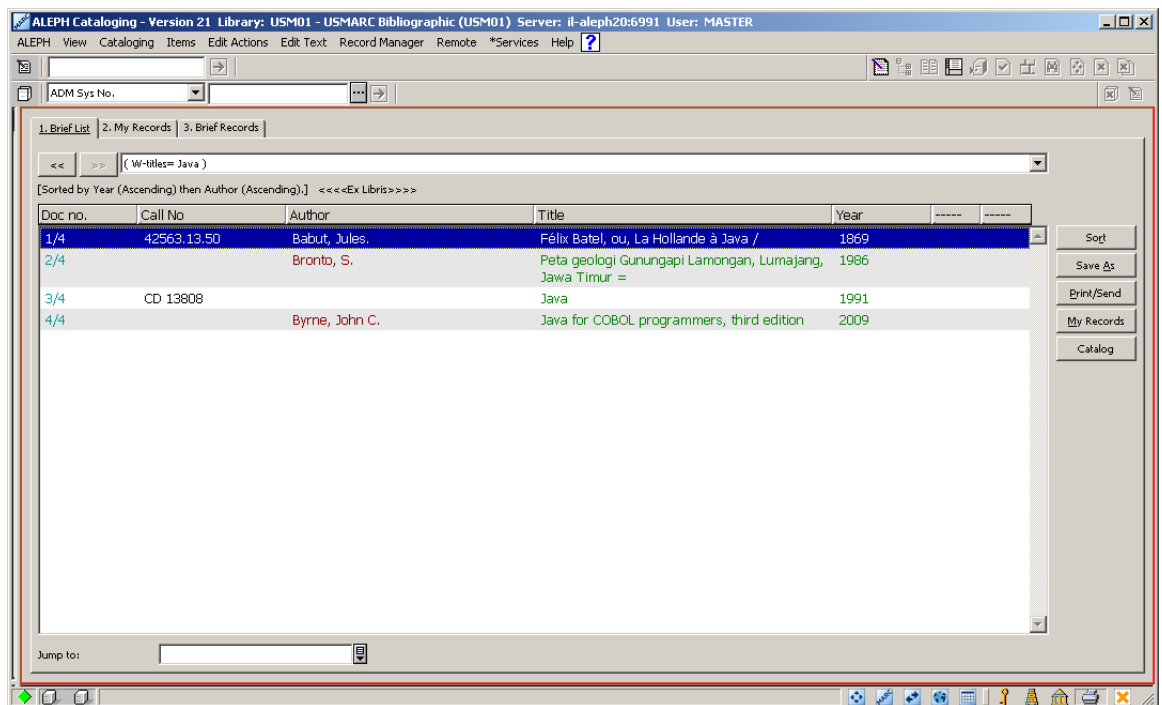 ALEPH Cataloging - Version 21 Library: USM01 - USMARC Bibliographic (USM01) Server: il-aleph20:6991 User: MASTER
ALEPH View Cataloging Items Edit Actions Edit Text Record Manager Remote *Services Help ?
ADM Sys No. ...
1. Brief List 2. My Records 3. Brief Records
<< >> ( W-titles= Java )
[Sorted by Year (Ascending) then Author (Ascending).] <<<<Ex Libris>>>>
Doc no. Call No Author Title Year ----- -----
1/4 42563.13.50 Babut, Jules. Félix Batel, ou, La Hollande à Java / 1869
2/4 Bronto, S. Peta geologi Gunungapi Lamongan, Lumajang, 1986
Jawa Timur =
3/4 CD 13808 Java 1991
4/4 Byrne, John C. Java for COBOL programmers, third edition 2009
Sort
Save As
Print/Send
My Records
Catalog
Jump to: